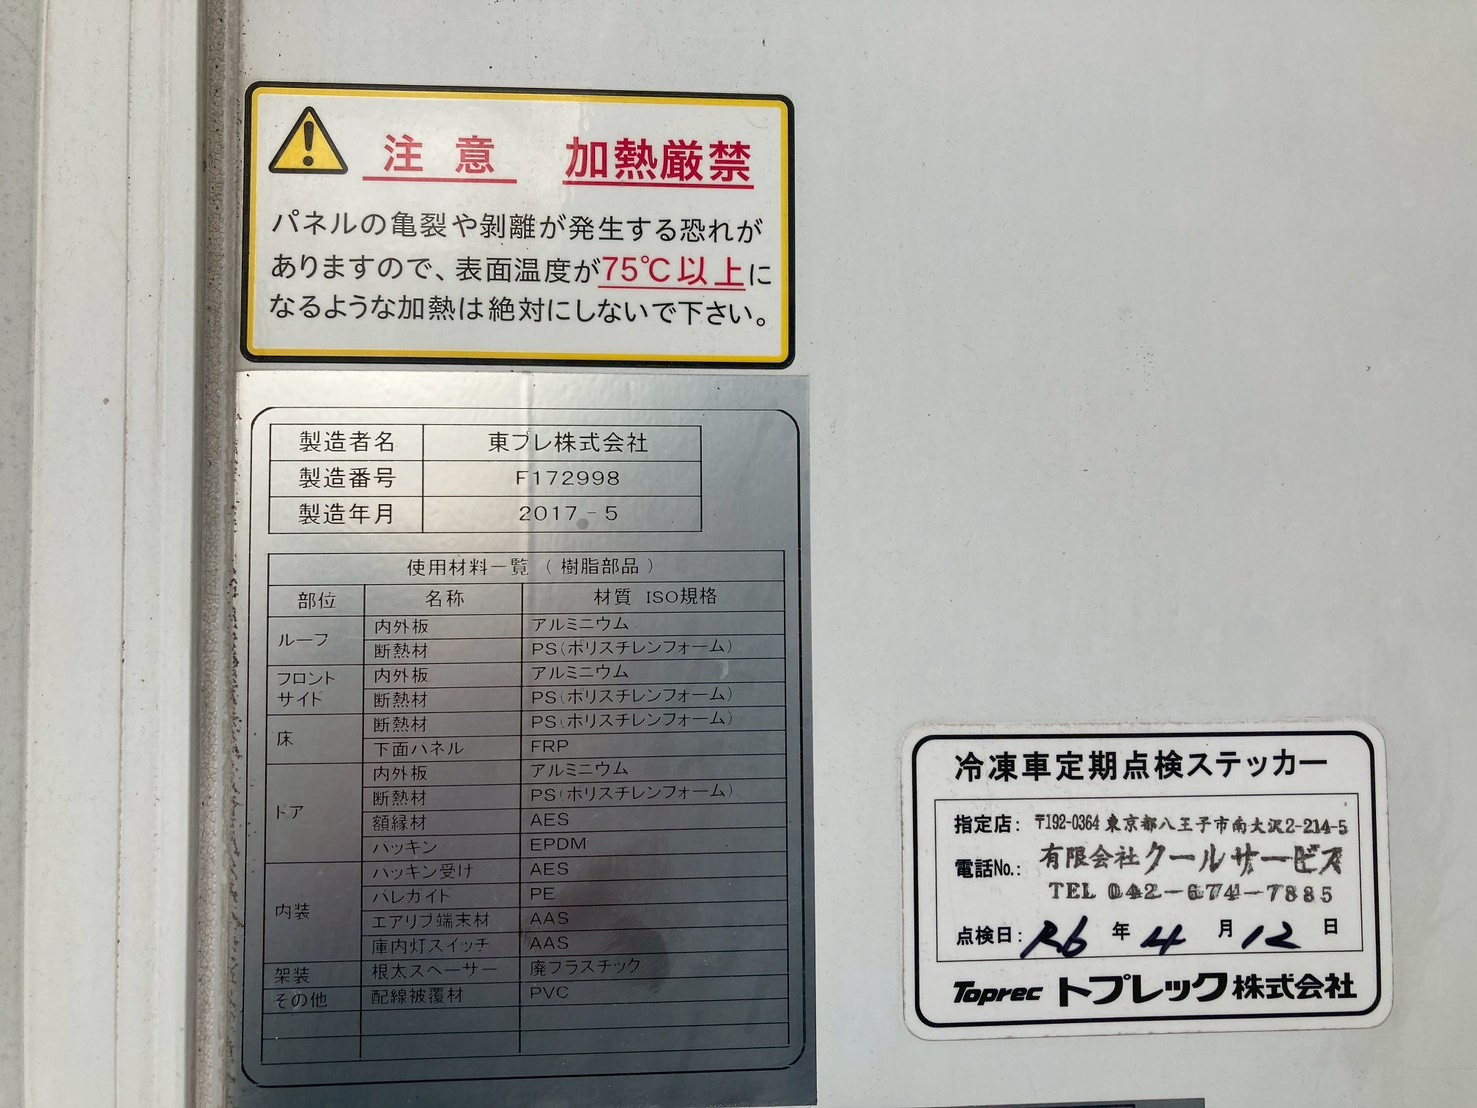 注意 加熱厳禁
パネルの亀裂や剥離が発生する恐れが
ありますので、表面温度が75℃以上に
なるような加熱は絶対にしないで下さい。
製造者名 東プレ株式会社
製造番号 F172998
製造年月 2017-5
使用材料一覧（樹脂部品）
部位 名称 材質 ISO規格
ルーフ 内外板 アルミニウム
断熱材 PS(ポリスチレンフォーム)
フロント サイド 内外板 アルミニウム
断熱材 PS(ポリスチレンフォーム)
床 断熱材 PS(ポリスチレンフォーム)
下面パネル FRP
ドア 内外板 アルミニウム
断熱材 PS(ポリスチレンフォーム)
額縁材 AES
パッキン EPDM
内装 パッキン受け AES
パレガイド PE
エアリブ端末材 AAS
庫内灯スイッチ AAS
架装 根太スペーサー 廃プラスチック
その他 配線被覆材 PVC
冷凍車定期点検ステッカー
指定店: 〒192-0364 東京都八王子市南大沢2-214-5
電話No.: 有限会社クールサービス
TEL 042-674-7885
点検日: R6年4月12日
Toprec トプレック株式会社